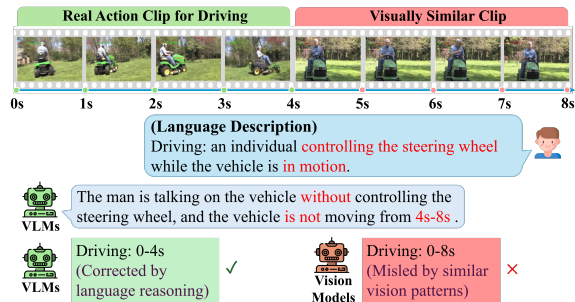 Real Action Clip for Driving
Visually Similar Clip
0s 1s 2s 3s 4s 5s 6s 7s 8s
(Language Description)
Driving: an individual controlling the steering wheel
while the vehicle is in motion.
The man is talking on the vehicle without controlling the
steering wheel, and the vehicle is not moving from 4s-8s .
VLMs
Driving: 0-4s
(Corrected by
language reasoning)
✓
VLMs
Driving: 0-8s
(Misled by similar
vision patterns)
×
Vision
Models